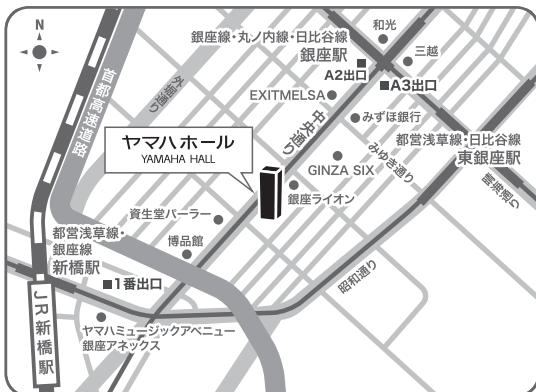 N
首都高速道路
外堀通り
銀座線・丸ノ内線・日比谷線
銀座駅
A2出口
和光
三越
A3出口
EXITMELSA
みずほ銀行
中央通り
都営浅草線・日比谷線
東銀座駅
ヤマハホール
YAMAHA HALL
GINZA SIX
みゆき通り
晴海通り
銀座ライオン
資生堂パーラー
博品館
都営浅草線・
銀座線
新橋駅
1番出口
昭和通り
JR新橋駅
ヤマハミュージックアベニュー
銀座アネックス